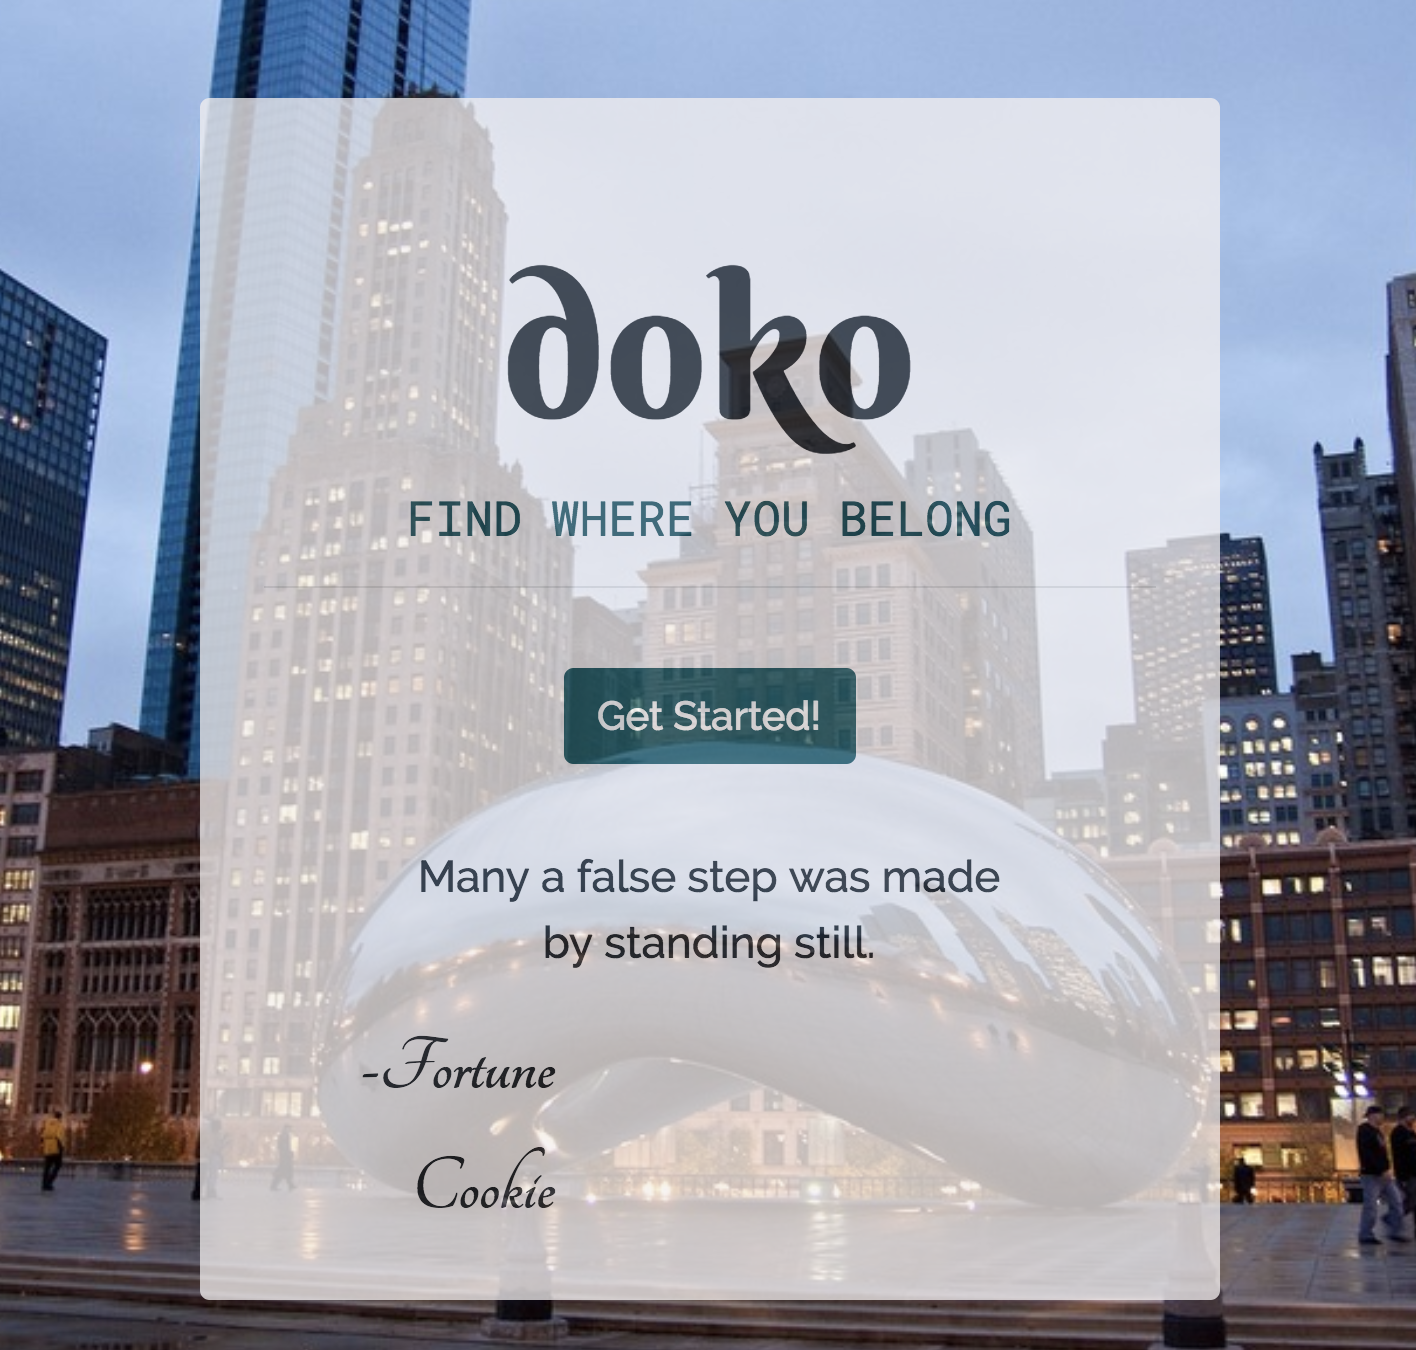 doko
FIND WHERE YOU BELONG
Get Started!
Many a false step was made
by standing still.
-Fortune
Cookie